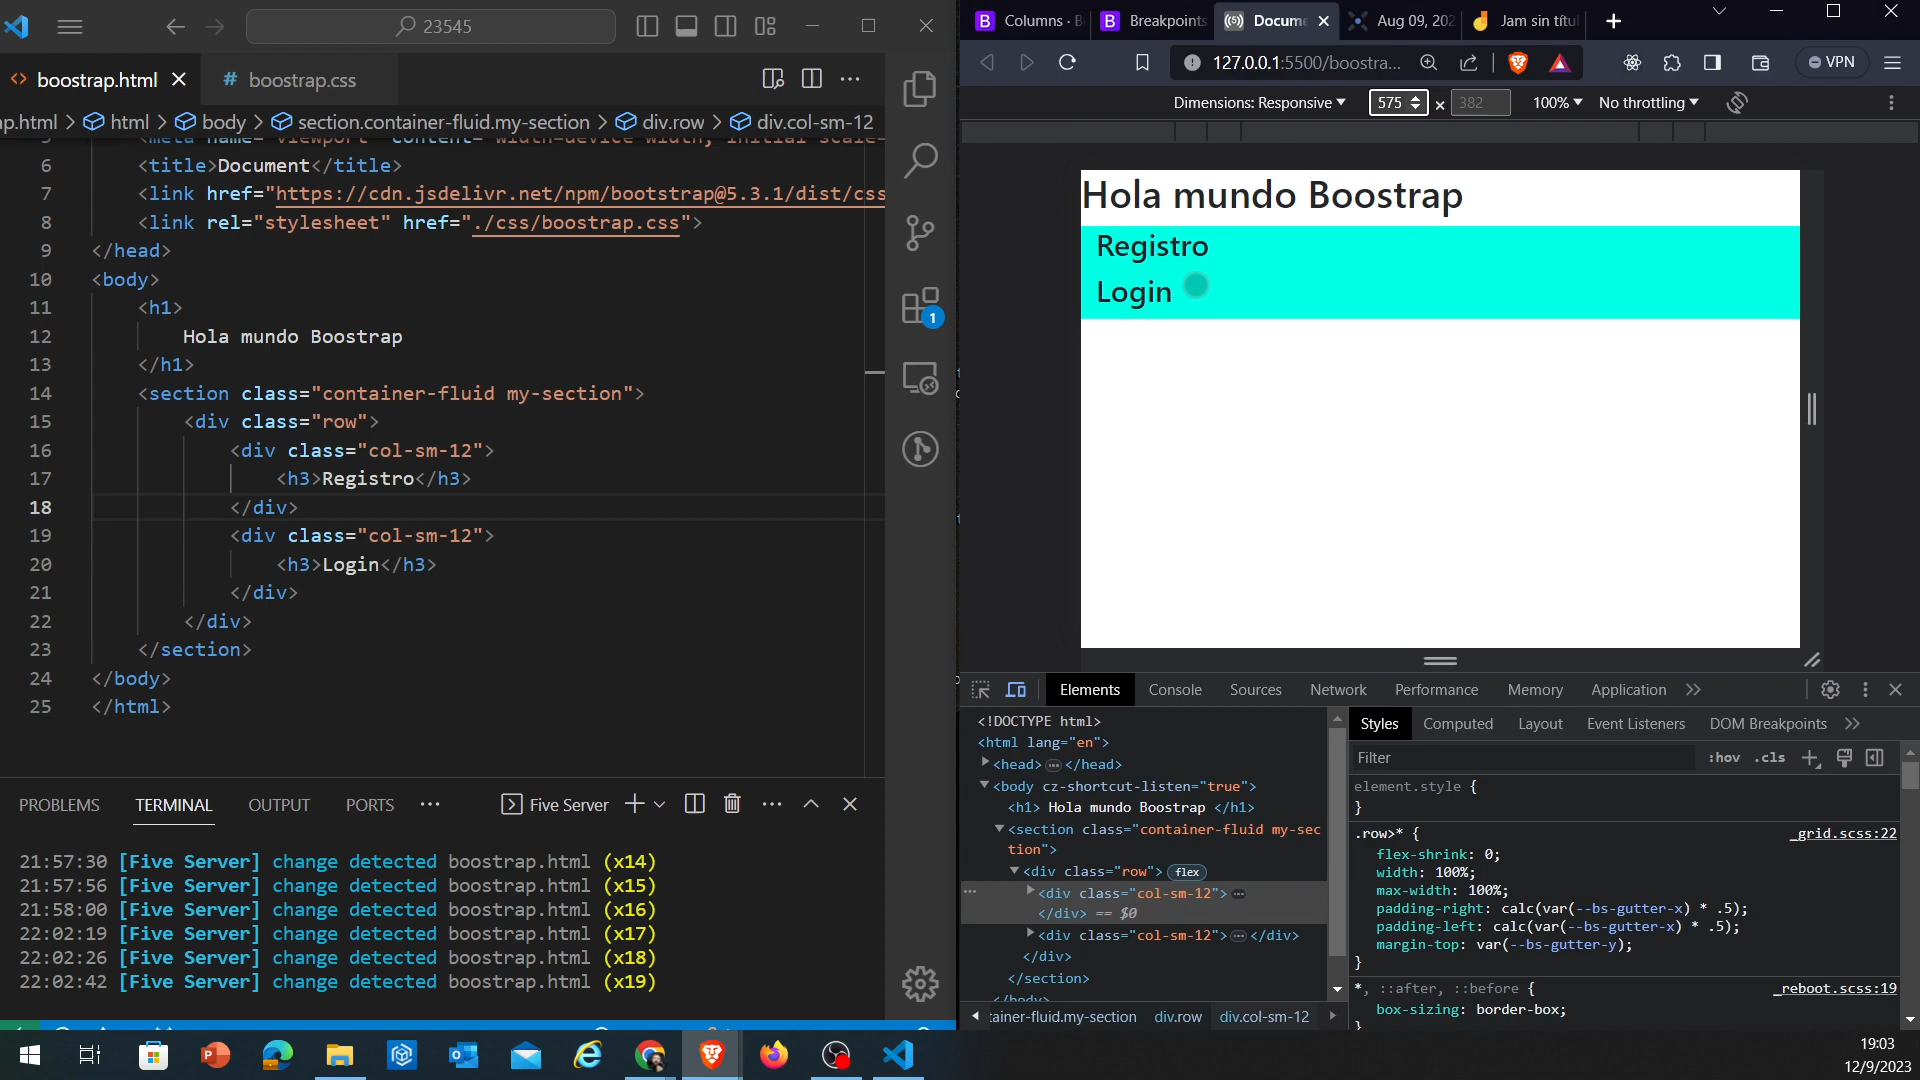 23545
boostrap.html
# boostrap.css
ap.html > html > body > section.container-fluid.my-section > div.row > div.col-sm-12
6 <title>Document</title>
7 <link href="https://cdn.jsdelivr.net/npm/bootstrap@5.3.1/dist/css
8 <link rel="stylesheet" href="./css/boostrap.css">
9 </head>
10 <body>
11 <h1>
12 Hola mundo Boostrap
13 </h1>
14 <section class="container-fluid my-section">
15 <div class="row">
16 <div class="col-sm-12">
17 <h3>Registro</h3>
18 </div>
19 <div class="col-sm-12">
20 <h3>Login</h3>
21 </div>
22 </div>
23 </section>
24 </body>
25 </html>
1
PROBLEMS TERMINAL OUTPUT PORTS
Five Server
21:57:30 [Five Server] change detected boostrap.html (x14)
21:57:56 [Five Server] change detected boostrap.html (x15)
21:58:00 [Five Server] change detected boostrap.html (x16)
22:02:19 [Five Server] change detected boostrap.html (x17)
22:02:26 [Five Server] change detected boostrap.html (x18)
22:02:42 [Five Server] change detected boostrap.html (x19)
B Columns · B
B Breakpoints
Docum
Aug 09, 202
Jam sin títul
127.0.0.1:5500/boostra...
VPN
Dimensions: Responsive
575 × 382
100%
No throttling
Hola mundo Boostrap
Registro
Login
Elements Console Sources Network Performance Memory Application
<!DOCTYPE html>
<html lang="en">
<head> ... </head>
<body cz-shortcut-listen="true">
<h1> Hola mundo Boostrap </h1>
<section class="container-fluid my-sec
tion">
<div class="row"> flex
<div class="col-sm-12"> ...
</div> == $0
<div class="col-sm-12"> ... </div>
</div>
</section>
</body>
tainer-fluid.my-section div.row div.col-sm-12
Styles Computed Layout Event Listeners DOM Breakpoints
Filter
:hov .cls
element.style {
}
.row>* { _grid.scss:22
flex-shrink: 0;
width: 100%;
max-width: 100%;
padding-right: calc(var(--bs-gutter-x) * .5);
padding-left: calc(var(--bs-gutter-x) * .5);
margin-top: var(--bs-gutter-y);
}
*, ::after, ::before { _reboot.scss:19
box-sizing: border-box;
}
19:03
12/9/2023